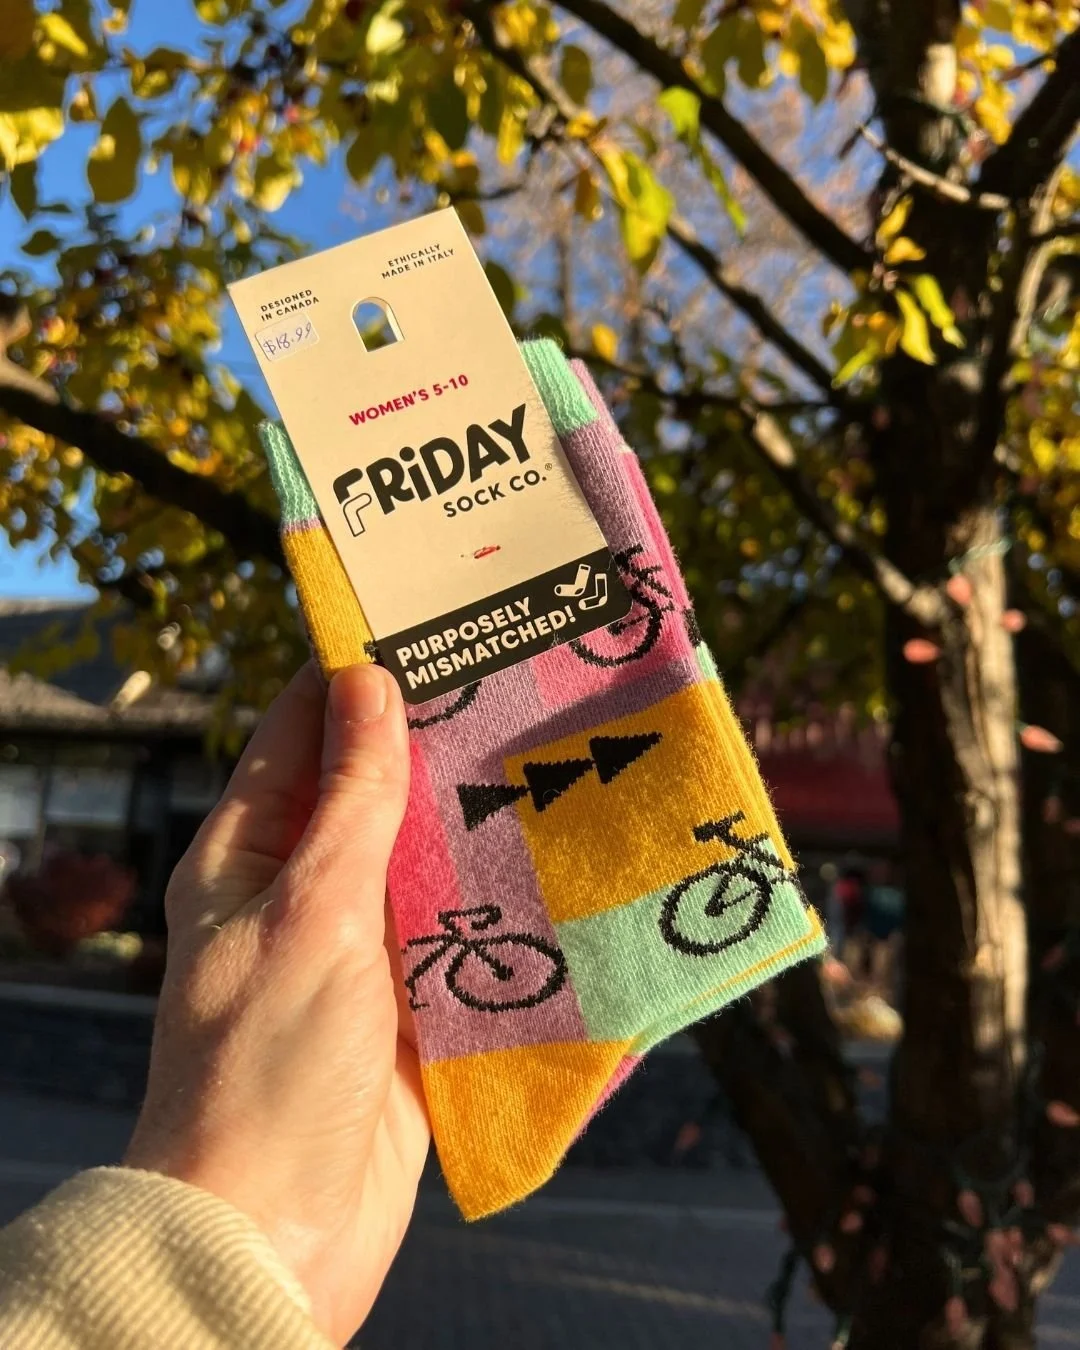 ETHICALLY
MADE IN ITALY
DESIGNED
IN CANADA
$18.99
WOMEN'S 5-10
FRiDAY
SOCK CO.®
PURPOSELY
MISMATCHED!